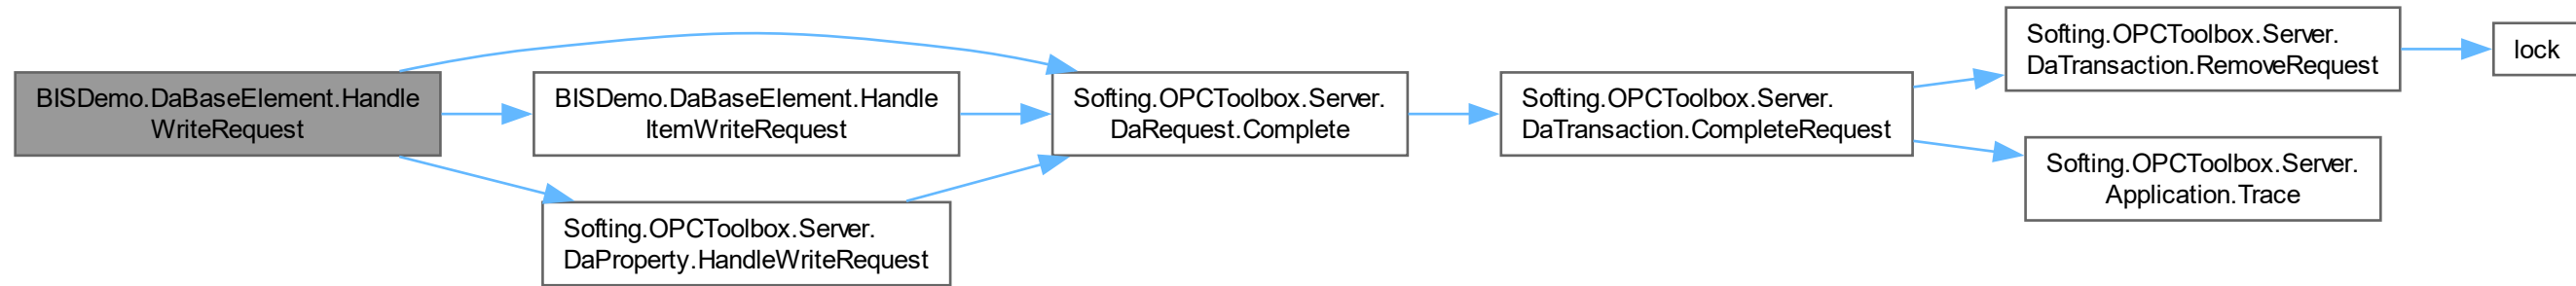 BISDemo.DaBaseElement.Handle
WriteRequest
BISDemo.DaBaseElement.Handle
ItemWriteRequest
Softing.OPCToolbox.Server.
DaProperty.HandleWriteRequest
Softing.OPCToolbox.Server.
DaRequest.Complete
Softing.OPCToolbox.Server.
DaTransaction.CompleteRequest
Softing.OPCToolbox.Server.
DaTransaction.RemoveRequest
Softing.OPCToolbox.Server.
Application.Trace
lock